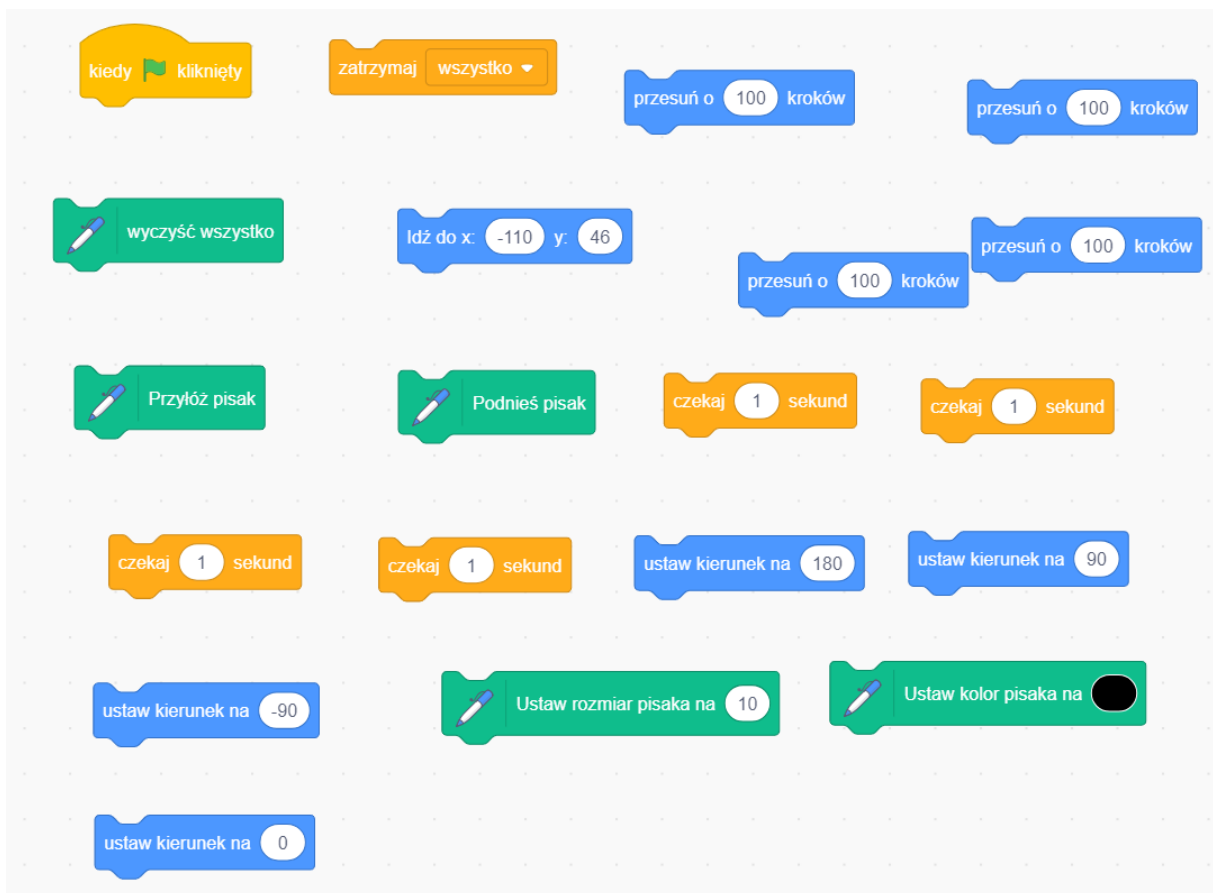 kiedy kliknięty
zatrzymaj wszystko
przesuń o 100 kroków
przesuń o 100 kroków
wyczyść wszystko
Idź do x: -110 y: 46
przesuń o 100 kroków
przesuń o 100 kroków
Przyłóż pisak
Podnieś pisak
czekaj 1 sekund
czekaj 1 sekund
czekaj 1 sekund
czekaj 1 sekund
ustaw kierunek na 180
ustaw kierunek na 90
ustaw kierunek na -90
Ustaw rozmiar pisaka na 10
Ustaw kolor pisaka na
ustaw kierunek na 0